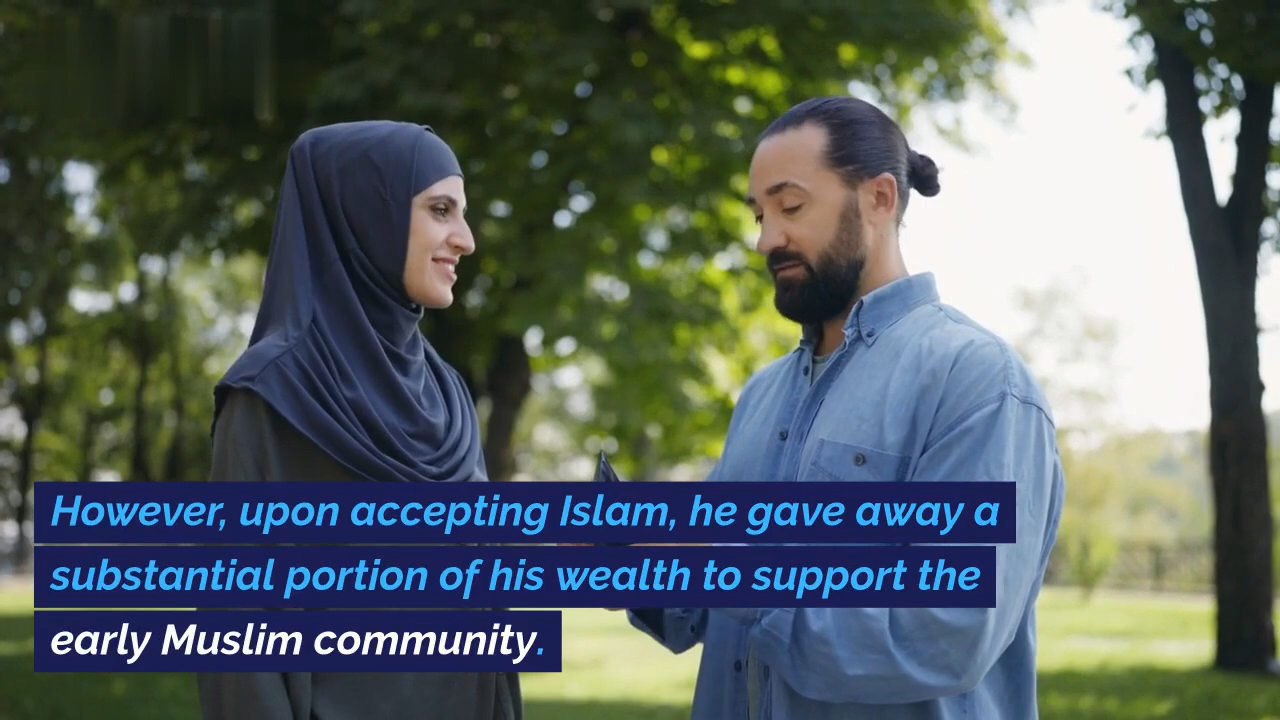 However, upon accepting Islam, he gave away a
substantial portion of his wealth to support the
early Muslim community.